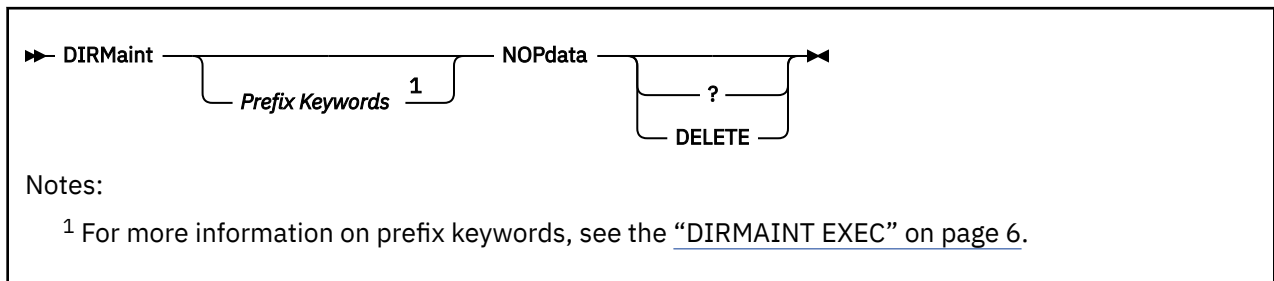 DIRMaint NOPdata
Prefix Keywords 1
?
DELETE
Notes:
1 For more information on prefix keywords, see the “DIRMAINT EXEC” on page 6.